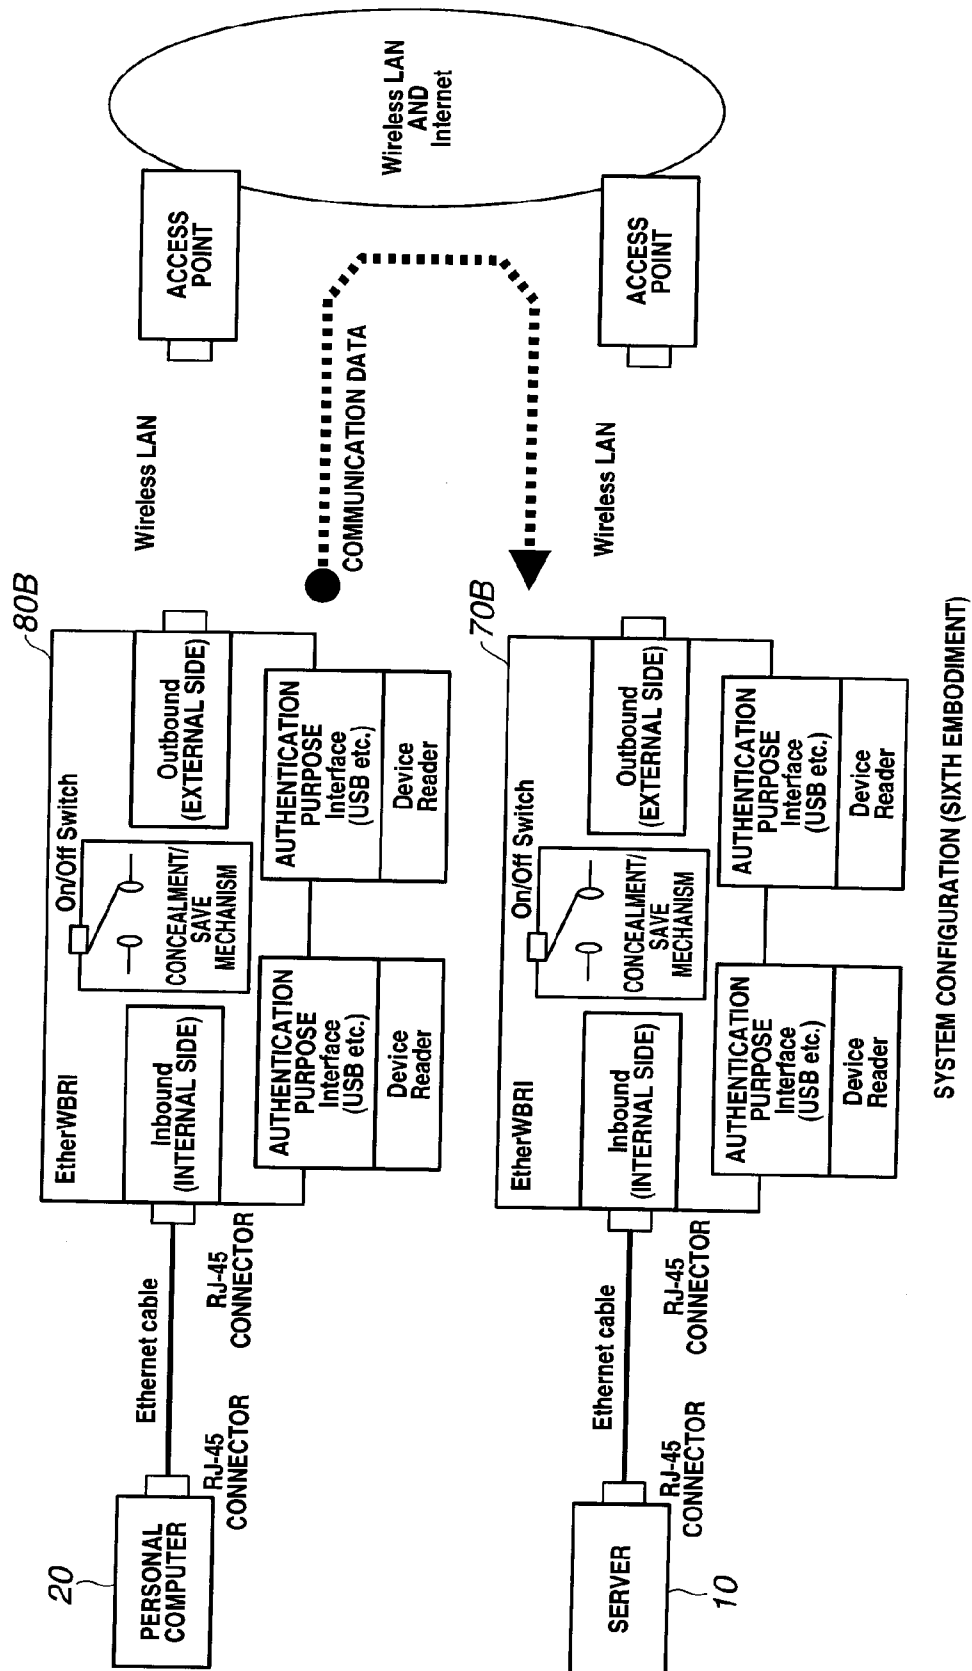 20
PERSONAL
COMPUTER
RJ-45
CONNECTOR
Ethernet cable
RJ-45
CONNECTOR
80B
EtherWBRI
On/Off Switch
Inbound
(INTERNAL SIDE)
CONCEALMENT/
SAVE
MECHANISM
Outbound
(EXTERNAL SIDE)
AUTHENTICATION
PURPOSE
Interface
(USB etc.)
Device
Reader
AUTHENTICATION
PURPOSE
Interface
(USB etc.)
Device
Reader
Wireless LAN
ACCESS
POINT
COMMUNICATION DATA
Wireless LAN
AND
Internet
SERVER
10
RJ-45
CONNECTOR
Ethernet cable
RJ-45
CONNECTOR
70B
EtherWBRI
On/Off Switch
Inbound
(INTERNAL SIDE)
CONCEALMENT/
SAVE
MECHANISM
Outbound
(EXTERNAL SIDE)
AUTHENTICATION
PURPOSE
Interface
(USB etc.)
Device
Reader
AUTHENTICATION
PURPOSE
Interface
(USB etc.)
Device
Reader
Wireless LAN
ACCESS
POINT
SYSTEM CONFIGURATION (SIXTH EMBODIMENT)